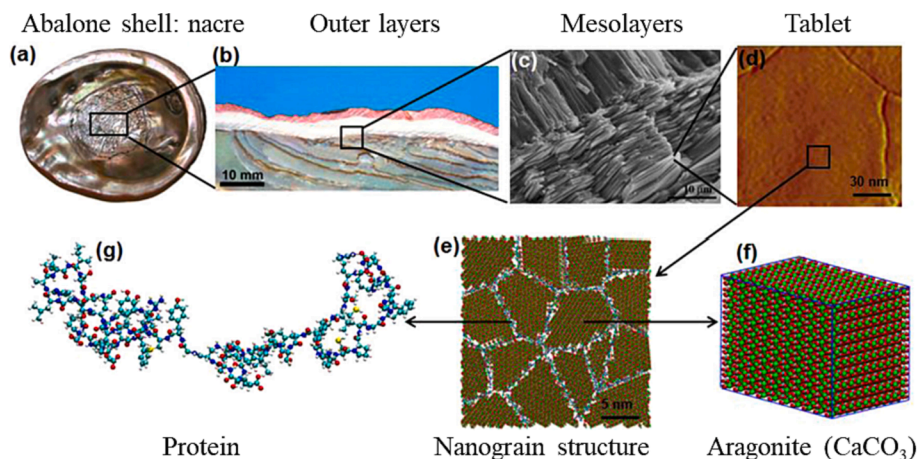 Abalone shell: nacre
Outer layers
Mesolayers
Tablet
(a)
(b)
(c)
(d)
10 mm
10 µm
30 nm
(g)
(e)
(f)
5 nm
Protein
Nanograin structure
Aragonite (CaCO₃)